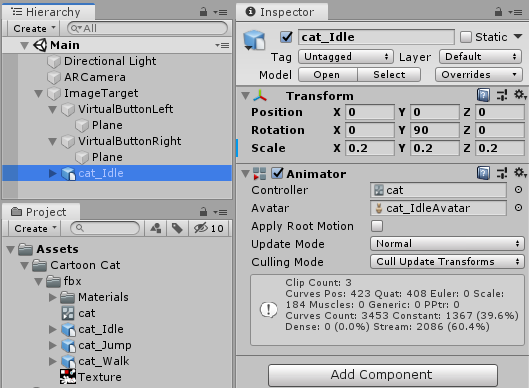 Hierarchy
Create
All
Main
Directional Light
ARCamera
ImageTarget
VirtualButtonLeft
Plane
VirtualButtonRight
Plane
cat_Idle
Project
Create
10
Assets
Cartoon Cat
fbx
Materials
cat
cat_Idle
cat_Jump
cat_Walk
Texture
Inspector
cat_Idle Static
Tag Untagged Layer Default
Model Open Select Overrides
Transform
Position X 0 Y 0 Z 0
Rotation X 0 Y 90 Z 0
Scale X 0.2 Y 0.2 Z 0.2
Animator
Controller cat
Avatar cat_IdleAvatar
Apply Root Motion
Update Mode Normal
Culling Mode Cull Update Transforms
Clip Count: 3
Curves Pos: 423 Quat: 408 Euler: 0 Scale:
184 Muscles: 0 Generic: 0 PPtr: 0
Curves Count: 3453 Constant: 1367 (39.6%)
Dense: 0 (0.0%) Stream: 2086 (60.4%)
Add Component